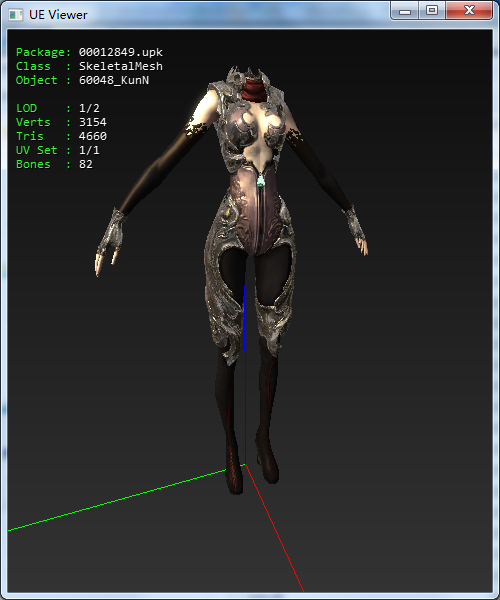 UE Viewer
Package: 00012849.upk
Class  : SkeletalMesh
Object : 60048_KunN
LOD    : 1/2
Verts  : 3154
Tris   : 4660
UV Set : 1/1
Bones  : 82